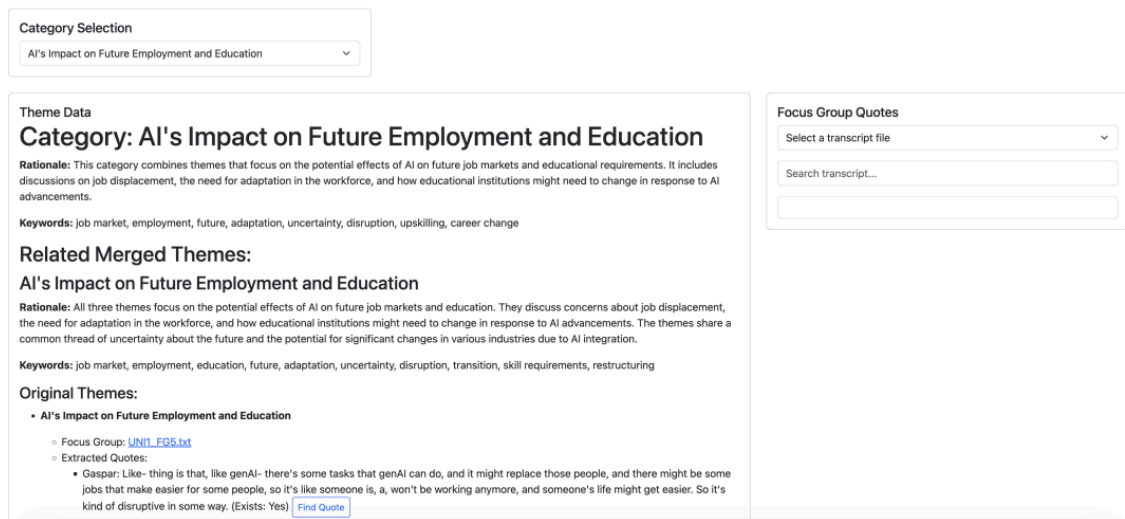 Category Selection
AI's Impact on Future Employment and Education
Theme Data
Category: AI's Impact on Future Employment and Education
Rationale: This category combines themes that focus on the potential effects of AI on future job markets and educational requirements. It includes
discussions on job displacement, the need for adaptation in the workforce, and how educational institutions might need to change in response to AI
advancements.
Keywords: job market, employment, future, adaptation, uncertainty, disruption, upskilling, career change
Related Merged Themes:
AI's Impact on Future Employment and Education
Rationale: All three themes focus on the potential effects of AI on future job markets and education. They discuss concerns about job displacement,
the need for adaptation in the workforce, and how educational institutions might need to change in response to AI advancements. The themes share a
common thread of uncertainty about the future and the potential for significant changes in various industries due to AI integration.
Keywords: job market, employment, education, future, adaptation, uncertainty, disruption, transition, skill requirements, restructuring
Original Themes:
• AI's Impact on Future Employment and Education
◦ Focus Group: UNI1_FG5.txt
◦ Extracted Quotes:
▪ Gaspar: Like- thing is that, like genAI- there's some tasks that genAI can do, and it might replace those people, and there might be some
jobs that make easier for some people, so it's like someone is, a, won't be working anymore, and someone's life might get easier. So it's
kind of disruptive in some way. (Exists: Yes) Find Quote
Focus Group Quotes
Select a transcript file
Search transcript...